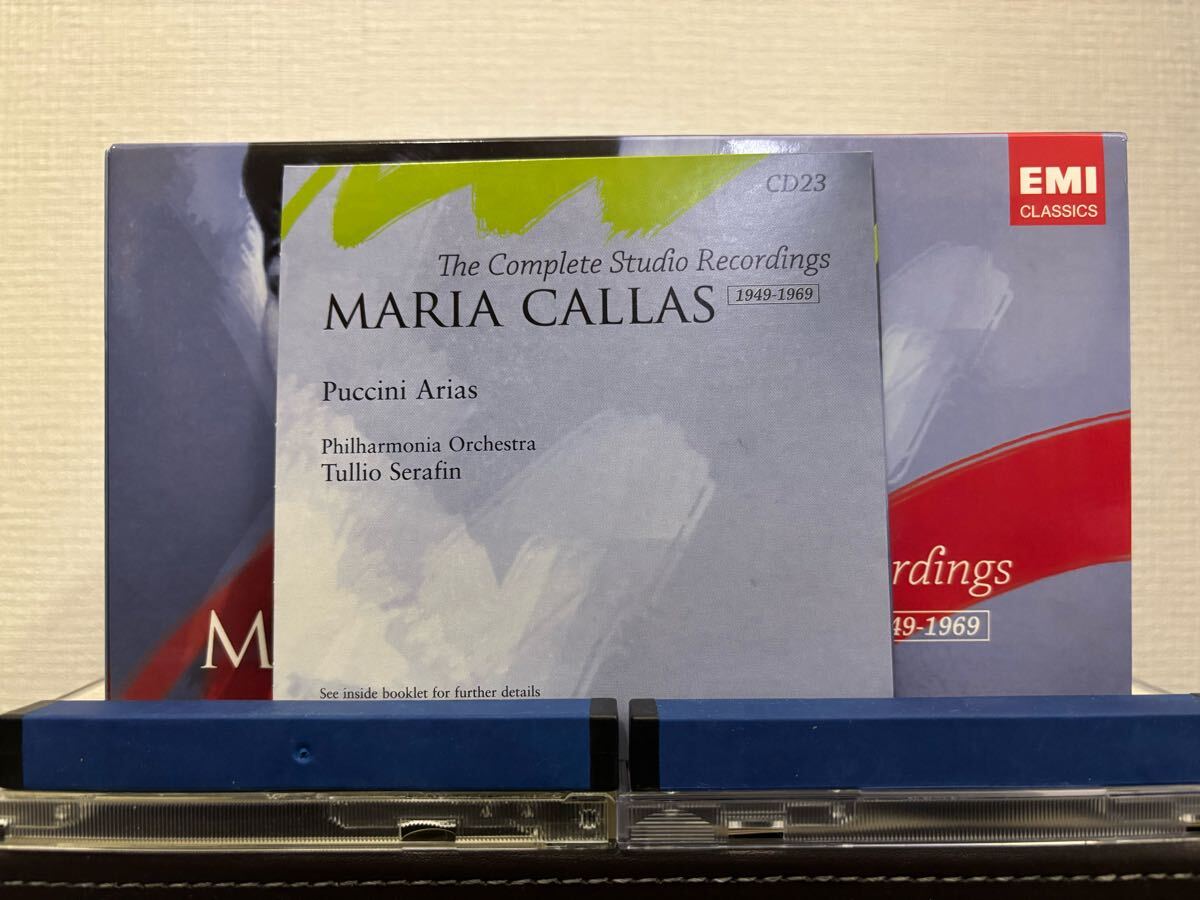 EMI
CLASSICS
CD23
The Complete Studio Recordings
MARIA CALLAS 1949-1969
Puccini Arias
Philharmonia Orchestra
Tullio Serafin
See inside booklet for further details
rdings
M
49-1969